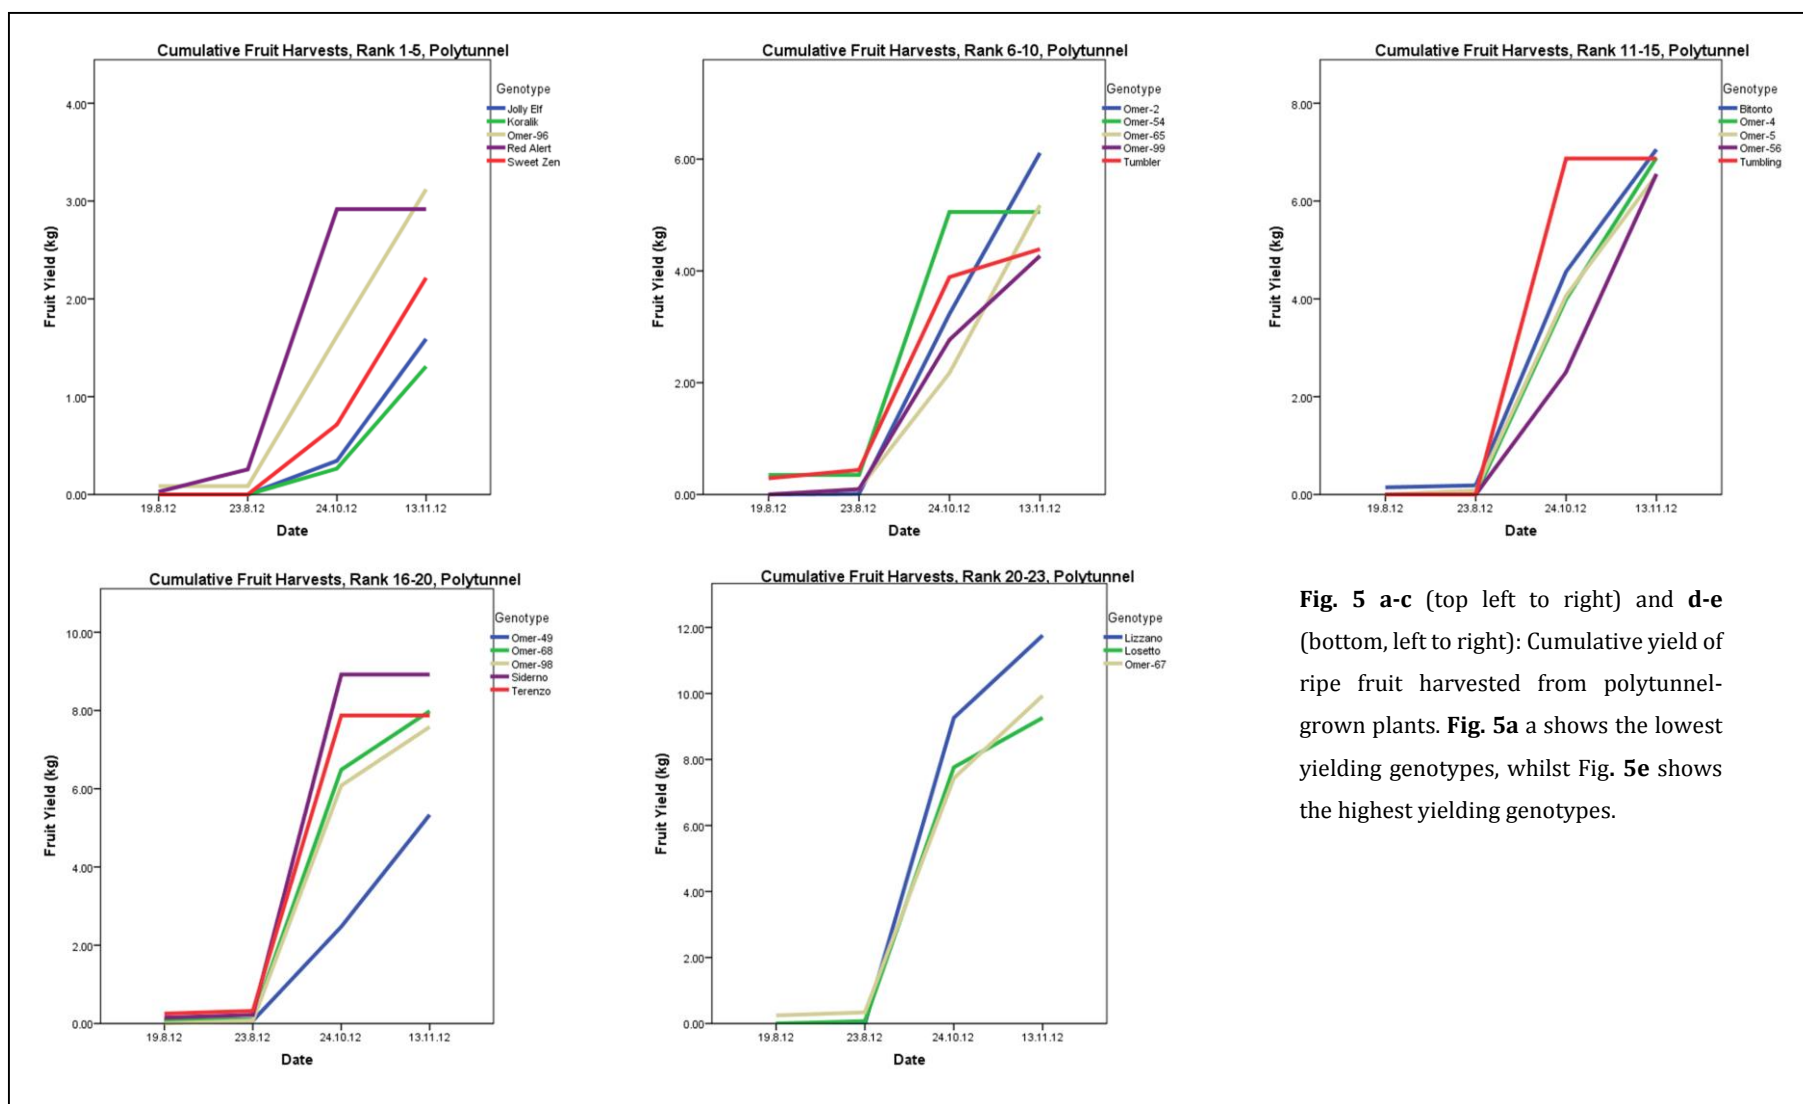 Cumulative Fruit Harvests, Rank 1-5, Polytunnel
Genotype
Jolly Elf
Koralik
Omer-96
Red Alert
Sweet Zen
4.00
3.00
2.00
1.00
0.00
Fruit Yield (kg)
19.8.12 23.8.12 24.10.12 13.11.12
Date
Cumulative Fruit Harvests, Rank 6-10, Polytunnel
Genotype
Omer-2
Omer-54
Omer-65
Omer-99
Tumbler
6.00
4.00
2.00
0.00
Fruit Yield (kg)
19.8.12 23.8.12 24.10.12 13.11.12
Date
Cumulative Fruit Harvests, Rank 11-15, Polytunnel
Genotype
Bitonto
Omer-4
Omer-5
Omer-56
Tumbling
8.00
6.00
4.00
2.00
0.00
Fruit Yield (kg)
19.8.12 23.8.12 24.10.12 13.11.12
Date
Cumulative Fruit Harvests, Rank 16-20, Polytunnel
Genotype
Omer-49
Omer-68
Omer-98
Siderno
Terenzo
10.00
8.00
6.00
4.00
2.00
0.00
Fruit Yield (kg)
19.8.12 23.8.12 24.10.12 13.11.12
Date
Cumulative Fruit Harvests, Rank 20-23, Polytunnel
Genotype
Lizzano
Losetto
Omer-67
12.00
10.00
8.00
6.00
4.00
2.00
0.00
Fruit Yield (kg)
19.8.12 23.8.12 24.10.12 13.11.12
Date
Fig. 5 a-c (top left to right) and d-e
(bottom, left to right): Cumulative yield of
ripe fruit harvested from polytunnel-
grown plants. Fig. 5a a shows the lowest
yielding genotypes, whilst Fig. 5e shows
the highest yielding genotypes.